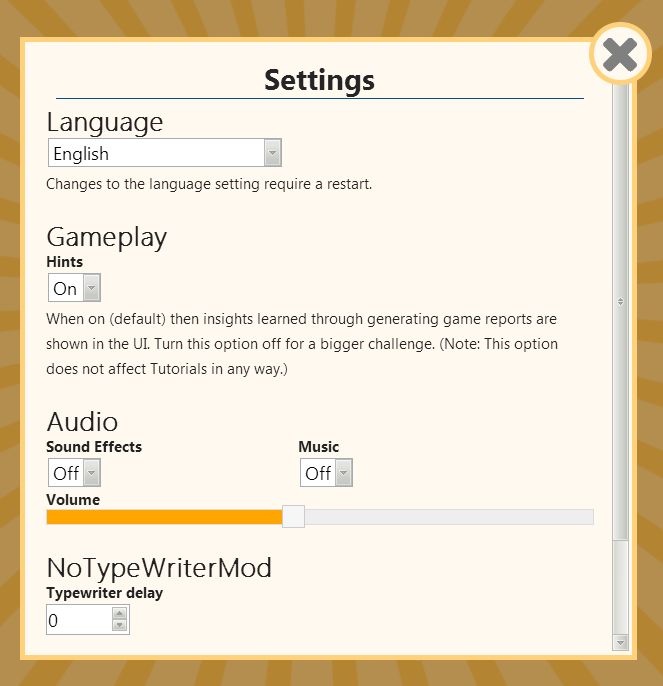 Settings
Language
English
Changes to the language setting require a restart.
Gameplay
Hints
On
When on (default) then insights learned through generating game reports are
shown in the UI. Turn this option off for a bigger challenge. (Note: This option
does not affect Tutorials in any way.)
Audio
Sound Effects Music
Off Off
Volume
NoTypeWriterMod
Typewriter delay
0